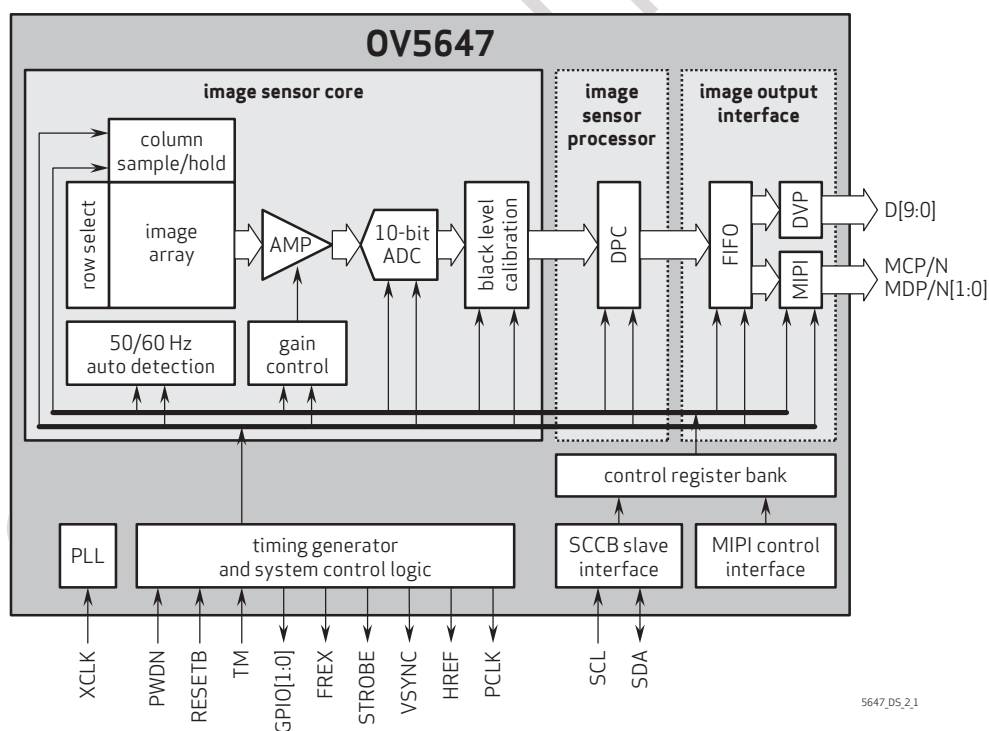 OV5647
image sensor core
image
sensor
processor
image output
interface
column
sample/hold
row select
image
array
AMP
10-bit
ADC
black level
calibration
DPC
FIFO
DVP
MIPI
D[9:0]
MCP/N
MDP/N[1:0]
50/60 Hz
auto detection
gain
control
control register bank
PLL
timing generator
and system control logic
SCCB slave
interface
MIPI control
interface
XCLK
PWDN
RESETB
TM
GPIO[1:0]
FREX
STROBE
VSYNC
HREF
PCLK
SCL
SDA
5647_DS_2_1